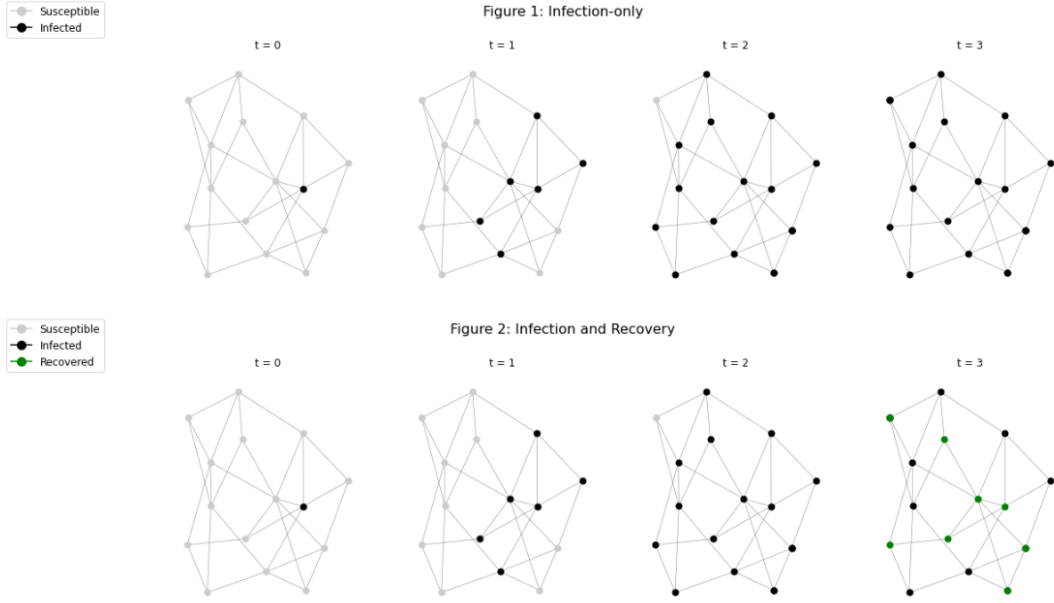 Susceptible
Infected
Figure 1: Infection-only
t = 0
t = 1
t = 2
t = 3
Susceptible
Infected
Recovered
Figure 2: Infection and Recovery
t = 0
t = 1
t = 2
t = 3